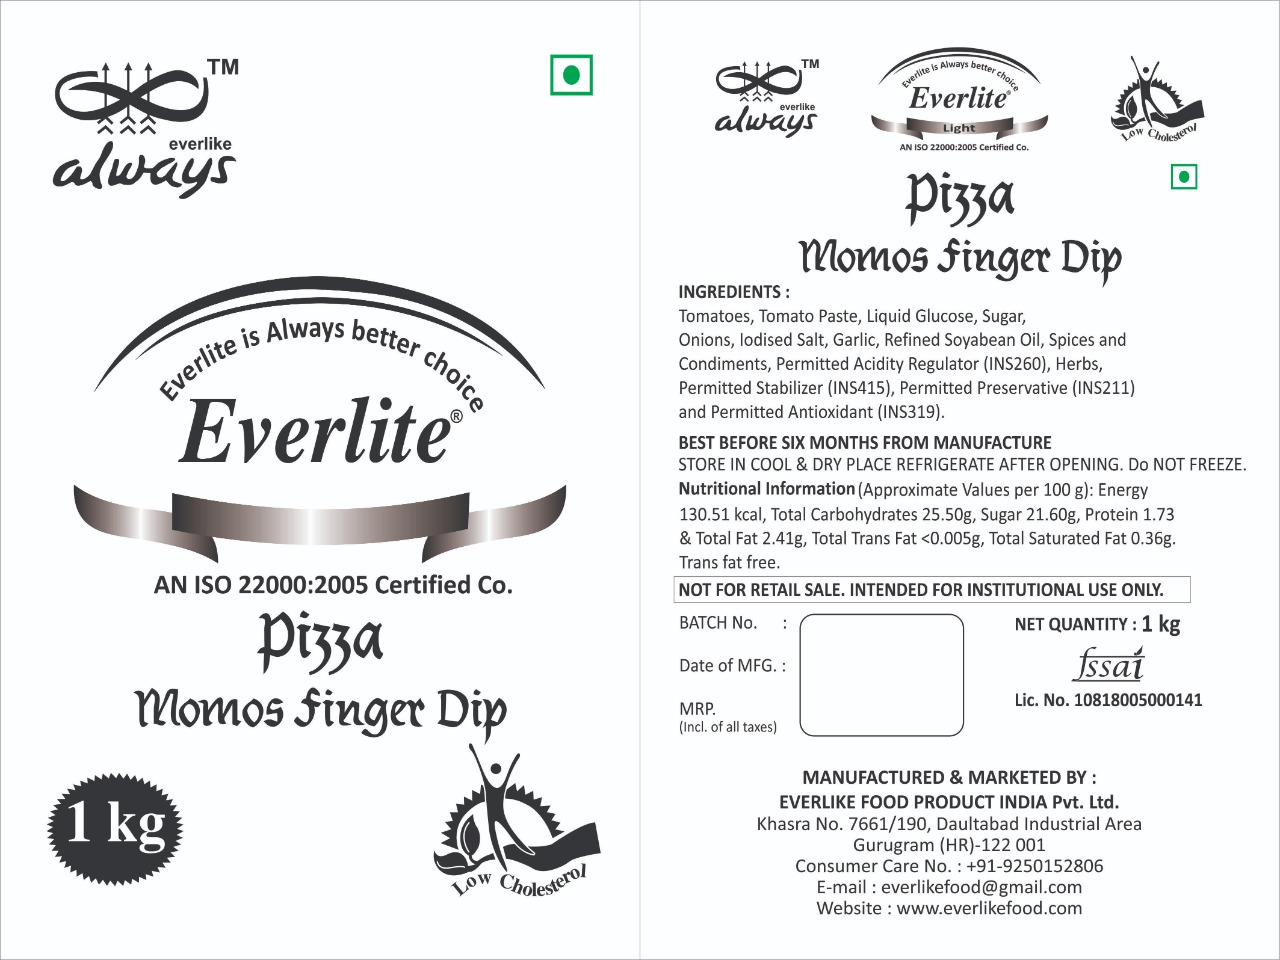 TM
everlike
always
Everlite is Always better choice
Everlite®
AN ISO 22000:2005 Certified Co.
Pizza
Momos Finger Dip
1 kg
Low Cholesterol
TM
everlike
always
Everlite is Always better choice
Everlite®
Light
AN ISO 22000:2005 Certified Co.
Low Cholesterol
Pizza
Momos Finger Dip
INGREDIENTS :
Tomatoes, Tomato Paste, Liquid Glucose, Sugar,
Onions, Iodised Salt, Garlic, Refined Soyabean Oil, Spices and
Condiments, Permitted Acidity Regulator (INS260), Herbs,
Permitted Stabilizer (INS415), Permitted Preservative (INS211)
and Permitted Antioxidant (INS319).
BEST BEFORE SIX MONTHS FROM MANUFACTURE
STORE IN COOL & DRY PLACE REFRIGERATE AFTER OPENING. Do NOT FREEZE.
Nutritional Information (Approximate Values per 100 g): Energy
130.51 kcal, Total Carbohydrates 25.50g, Sugar 21.60g, Protein 1.73
& Total Fat 2.41g, Total Trans Fat <0.005g, Total Saturated Fat 0.36g.
Trans fat free.
NOT FOR RETAIL SALE. INTENDED FOR INSTITUTIONAL USE ONLY.
BATCH No. :
Date of MFG. :
MRP.
(Incl. of all taxes)
NET QUANTITY : 1 kg
fssai
Lic. No. 10818005000141
MANUFACTURED & MARKETED BY :
EVERLIKE FOOD PRODUCT INDIA Pvt. Ltd.
Khasra No. 7661/190, Daultabad Industrial Area
Gurugram (HR)-122 001
Consumer Care No. : +91-9250152806
E-mail : everlikefood@gmail.com
Website : www.everlikefood.com